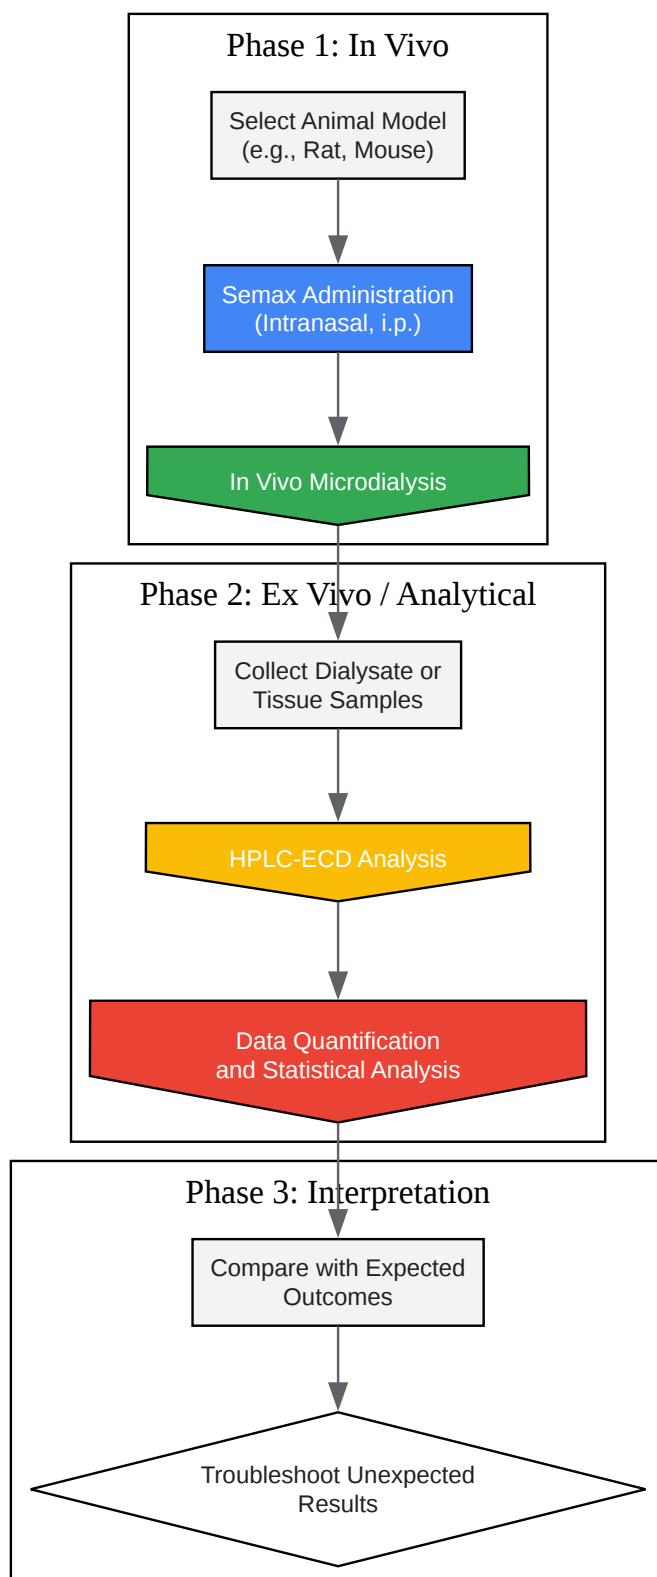 Phase 1: In Vivo
Select Animal Model
(e.g., Rat, Mouse)
Semax Administration
(Intranasal, i.p.)
In Vivo Microdialysis
Phase 2: Ex Vivo / Analytical
Collect Dialysate or
Tissue Samples
HPLC-ECD Analysis
Data Quantification
and Statistical Analysis
Phase 3: Interpretation
Compare with Expected
Outcomes
Troubleshoot Unexpected
Results